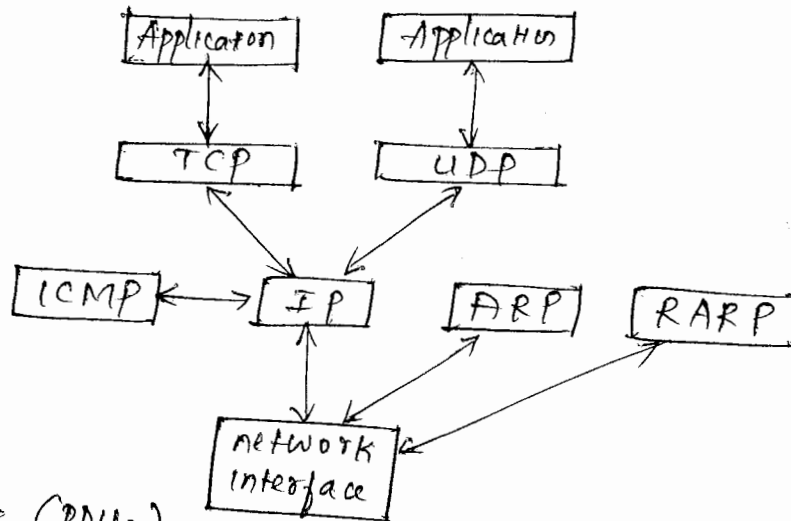 Application Application
TCP UDP
ICMP IP ARP RARP
network
interface